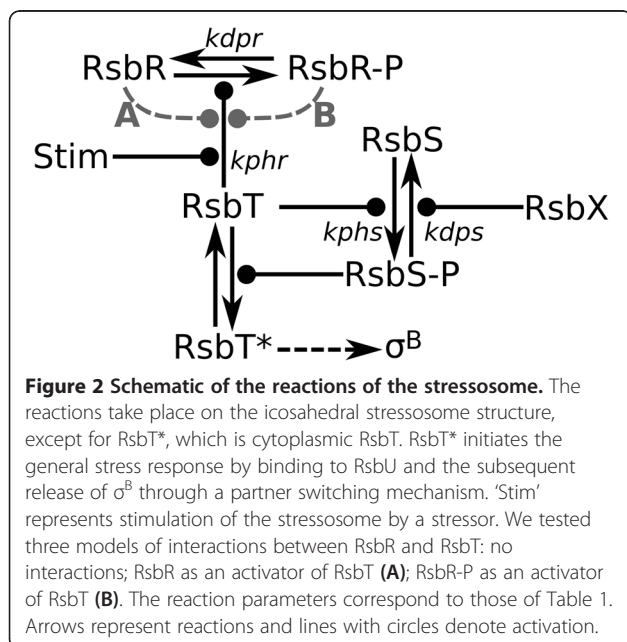 kdpr
RsbR RsbR-P
A B
Stim kphr
RsbS
RsbT RsbX
kphs kdps
RsbS-P
RsbT* σᴮ
Figure 2 Schematic of the reactions of the stressosome. The
reactions take place on the icosahedral stressosome structure,
except for RsbT*, which is cytoplasmic RsbT. RsbT* initiates the
general stress response by binding to RsbU and the subsequent
release of σᴮ through a partner switching mechanism. ‘Stim’
represents stimulation of the stressosome by a stressor. We tested
three models of interactions between RsbR and RsbT: no
interactions; RsbR as an activator of RsbT (A); RsbR-P as an activator
of RsbT (B). The reaction parameters correspond to those of Table 1.
Arrows represent reactions and lines with circles denote activation.